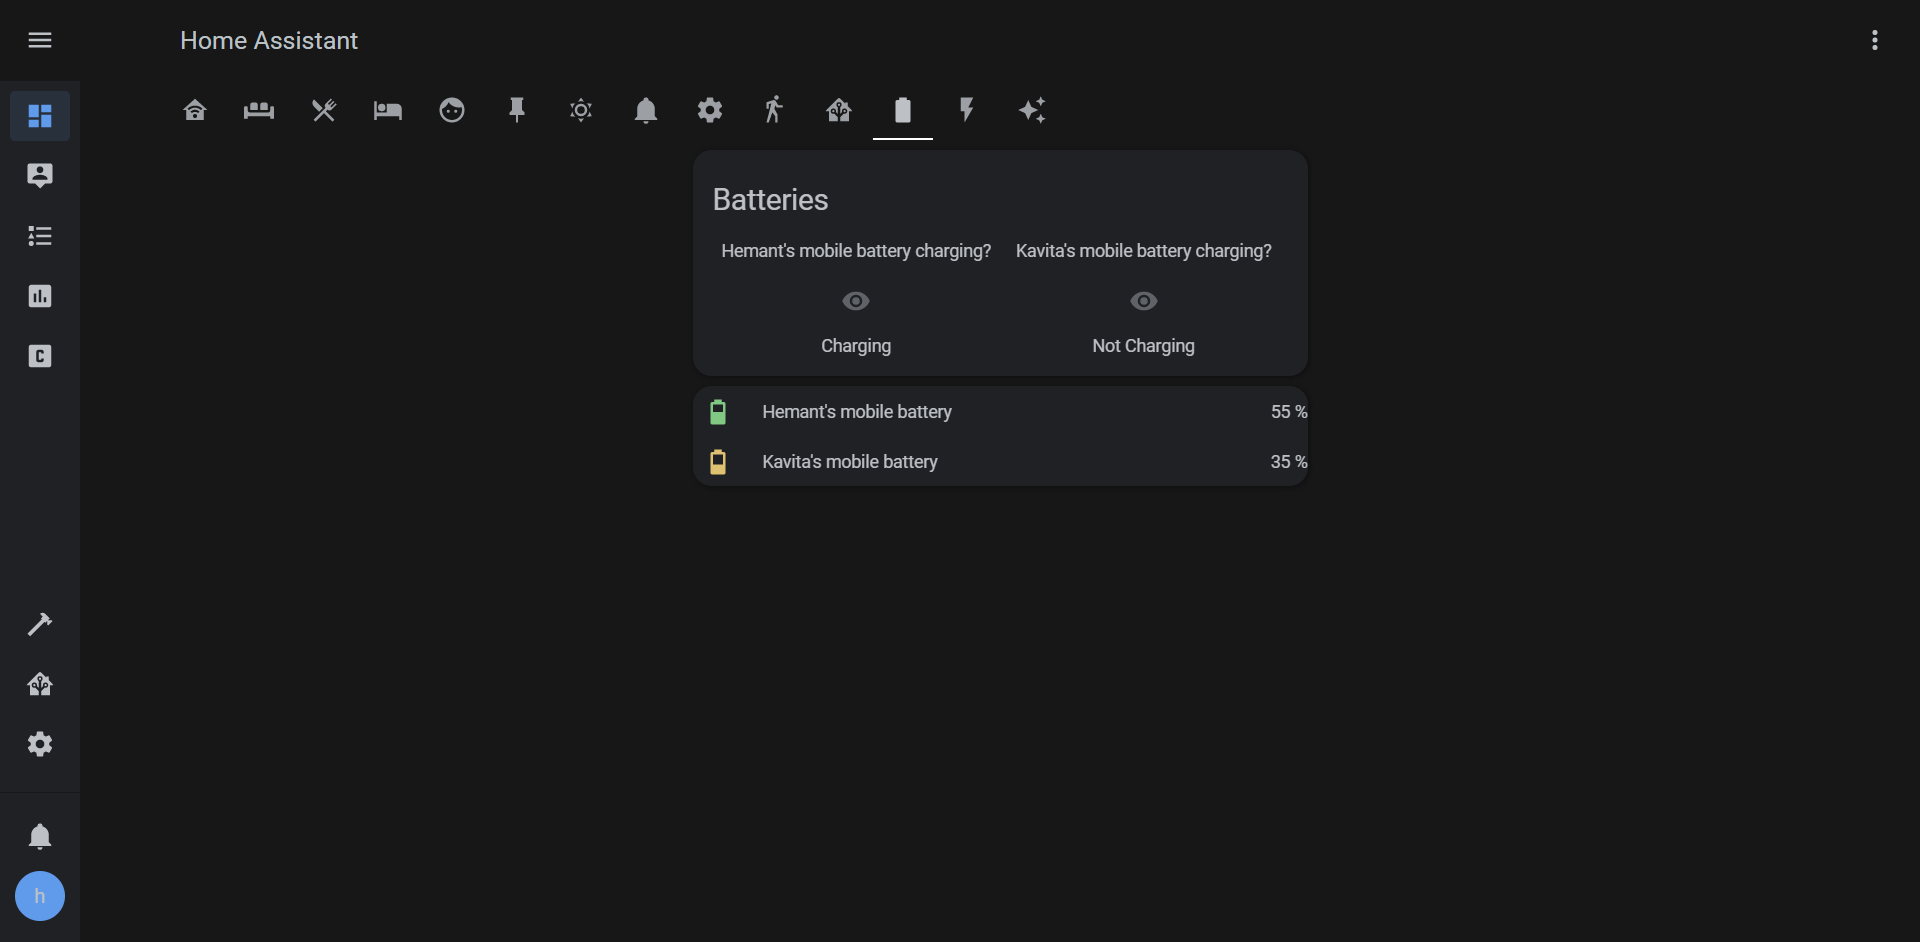 Home Assistant
C
Batteries
Hemant's mobile battery charging? Kavita's mobile battery charging?
Charging Not Charging
Hemant's mobile battery 55 %
Kavita's mobile battery 35 %
h